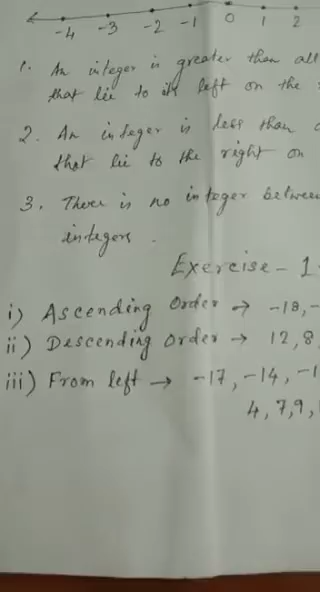 -4 -3 -2 -1 0 1 2
1. An integer is greater than all
that lie to its left on the
2. An integer is less than
that lie to the right on
3. There is no integer between
integers.
Exercise - 1
i) Ascending Order → -18, -
ii) Descending Order → 12, 8,
iii) From left → -17, -14, -1
4, 7, 9,